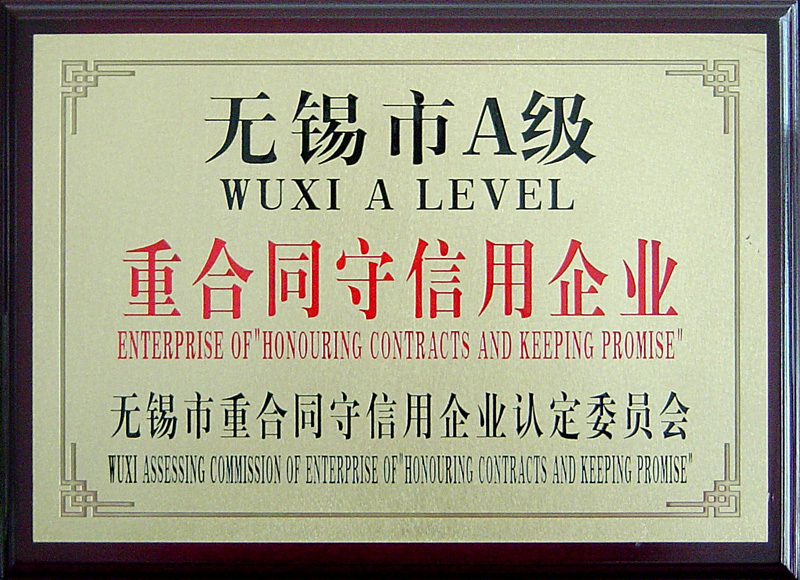 无锡市A级
WUXI A LEVEL
重合同守信用企业
ENTERPRISE OF"HONOURING CONTRACTS AND KEEPING PROMISE"
无锡市重合同守信用企业认定委员会
WUXI ASSESSING COMMISSION OF ENTERPRISE OF"HONOURING CONTRACTS AND KEEPING PROMISE"